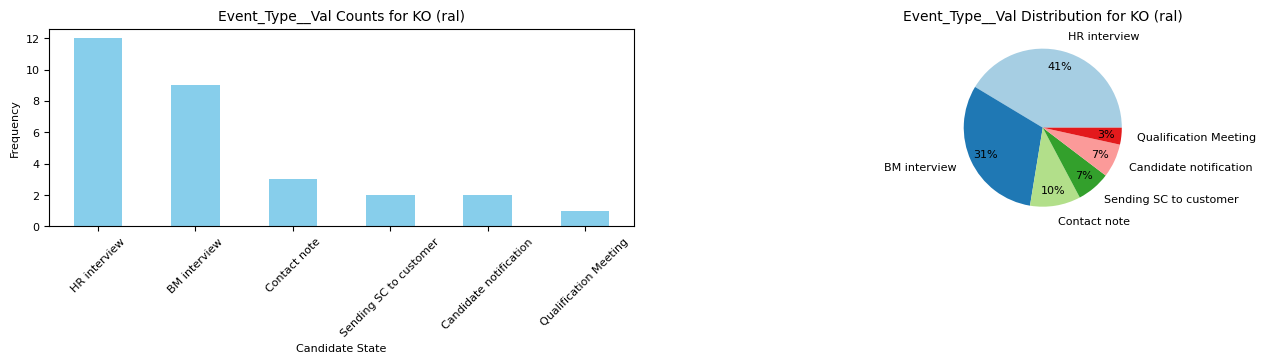 Event_Type__Val Counts for KO (ral)
12
10
8
6
4
2
0
Frequency
HR interview
BM interview
Contact note
Sending SC to customer
Candidate notification
Qualification Meeting
Candidate State
Event_Type__Val Distribution for KO (ral)
HR interview
41%
BM interview
31%
Contact note
10%
Sending SC to customer
7%
Candidate notification
7%
Qualification Meeting
3%